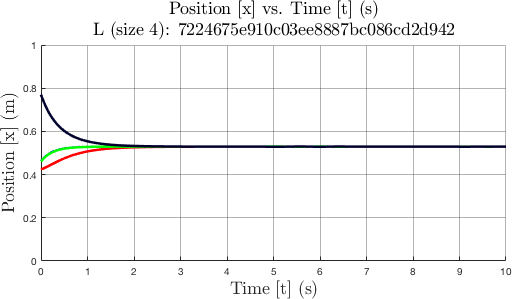 Position [x] vs. Time [t] (s)
L (size 4): 7224675e910c03ee8887bc086cd2d942
Position [x] (m)
1
0.8
0.6
0.4
0.2
0
0 1 2 3 4 5 6 7 8 9 10
Time [t] (s)